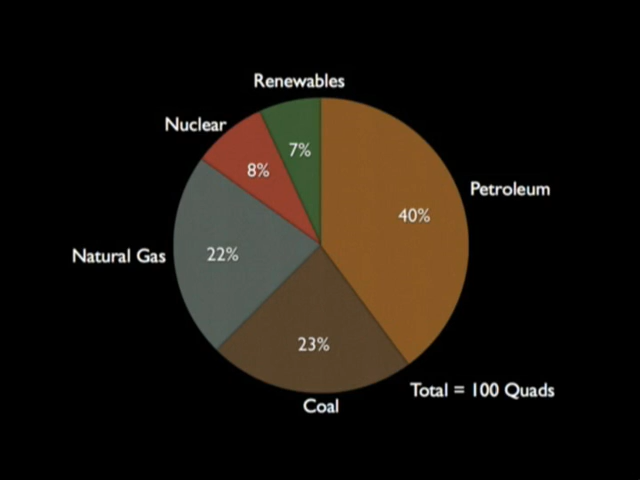 Renewables
Nuclear
7%
8%
Petroleum
40%
Natural Gas
22%
23%
Total = 100 Quads
Coal